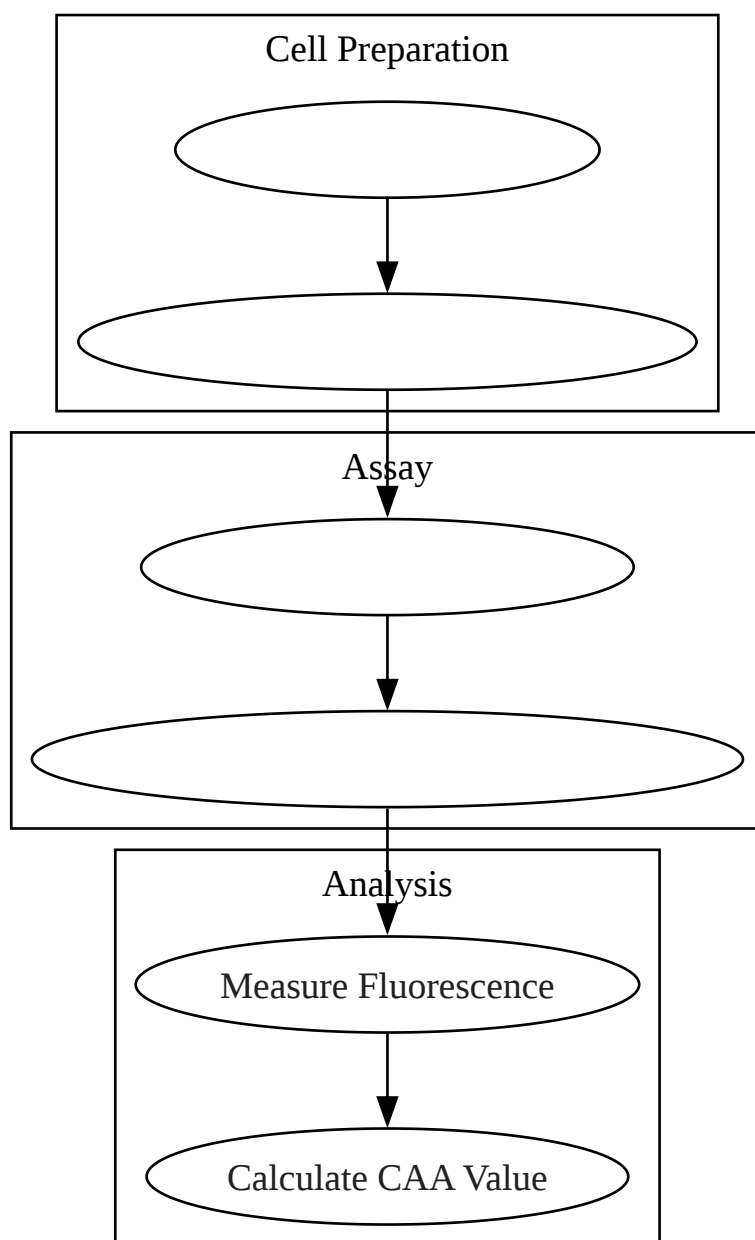 Cell Preparation
Assay
Analysis
Measure Fluorescence
Calculate CAA Value